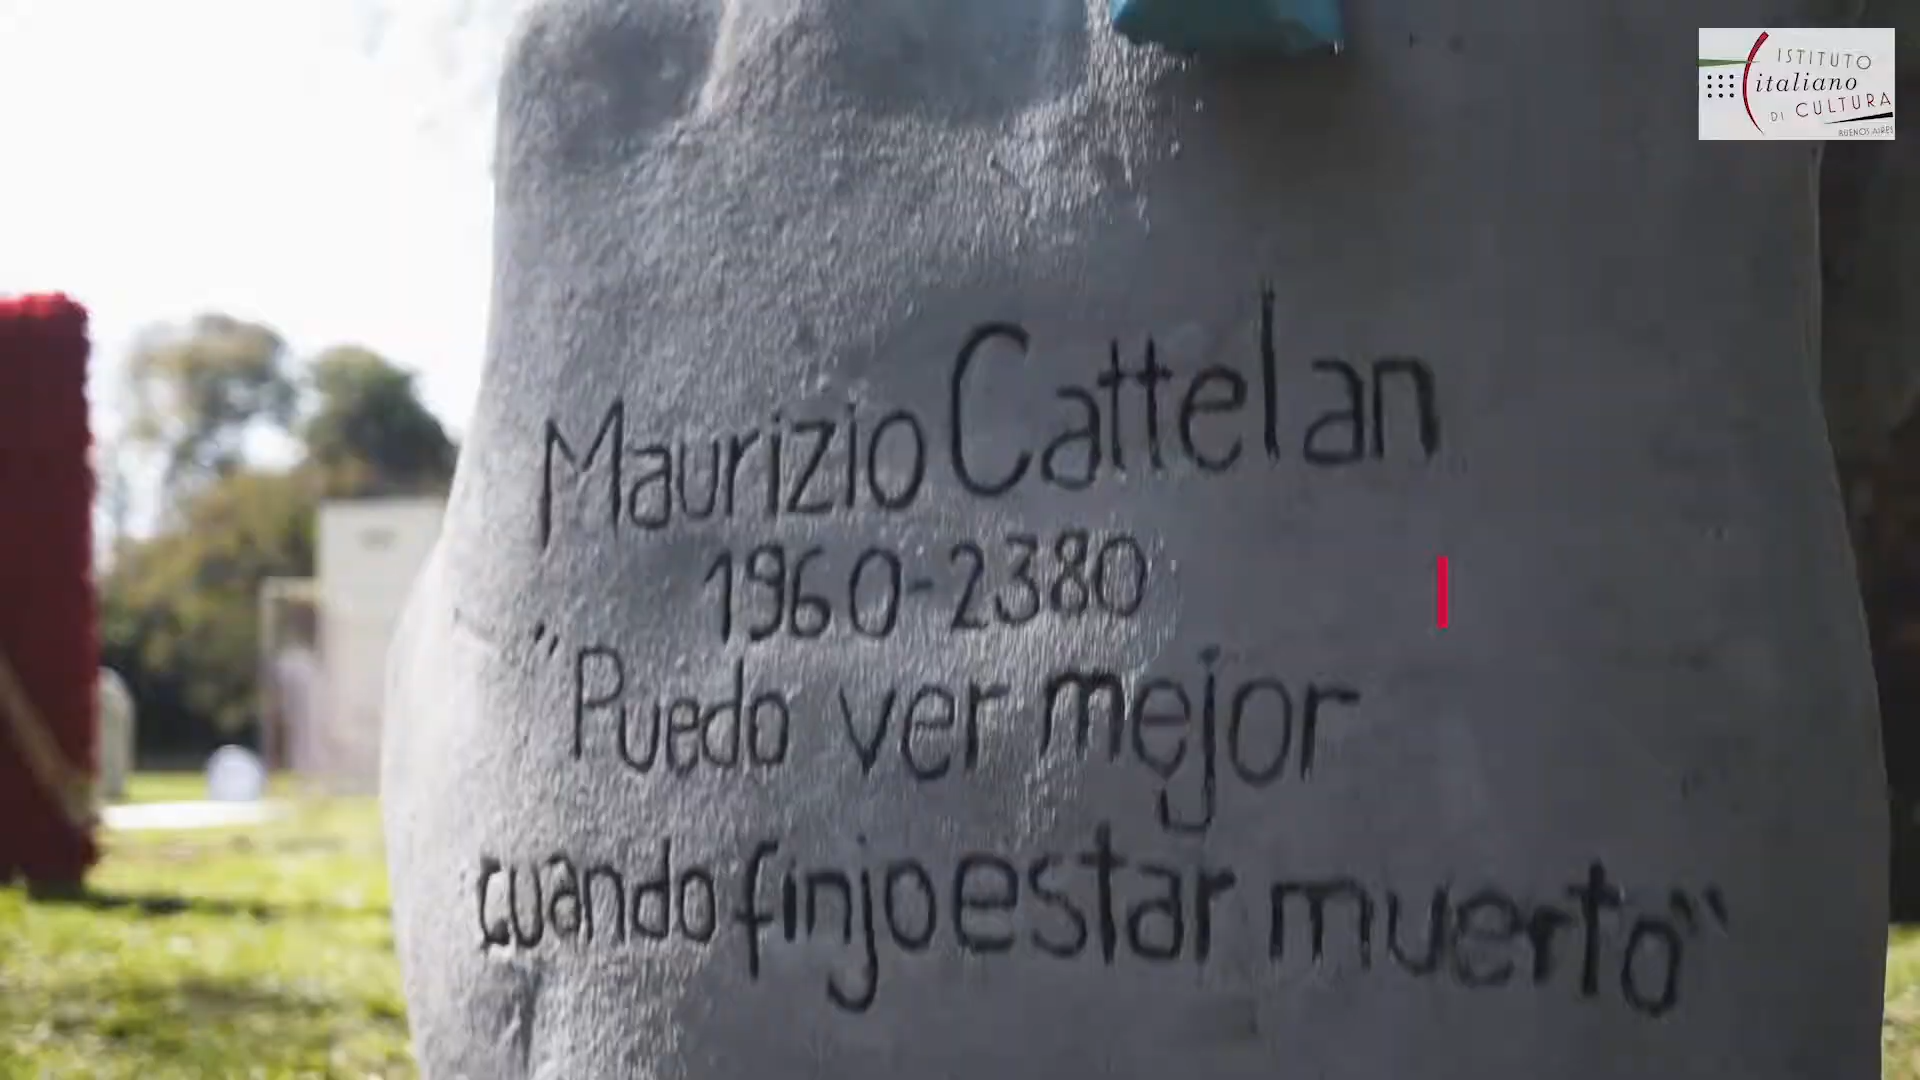 ISTITUTO
italiano
DI CULTURA
BUENOS AIRES
Maurizio Cattelan
1960-2380
"Puedo ver mejor
cuando finjo estar muerto"